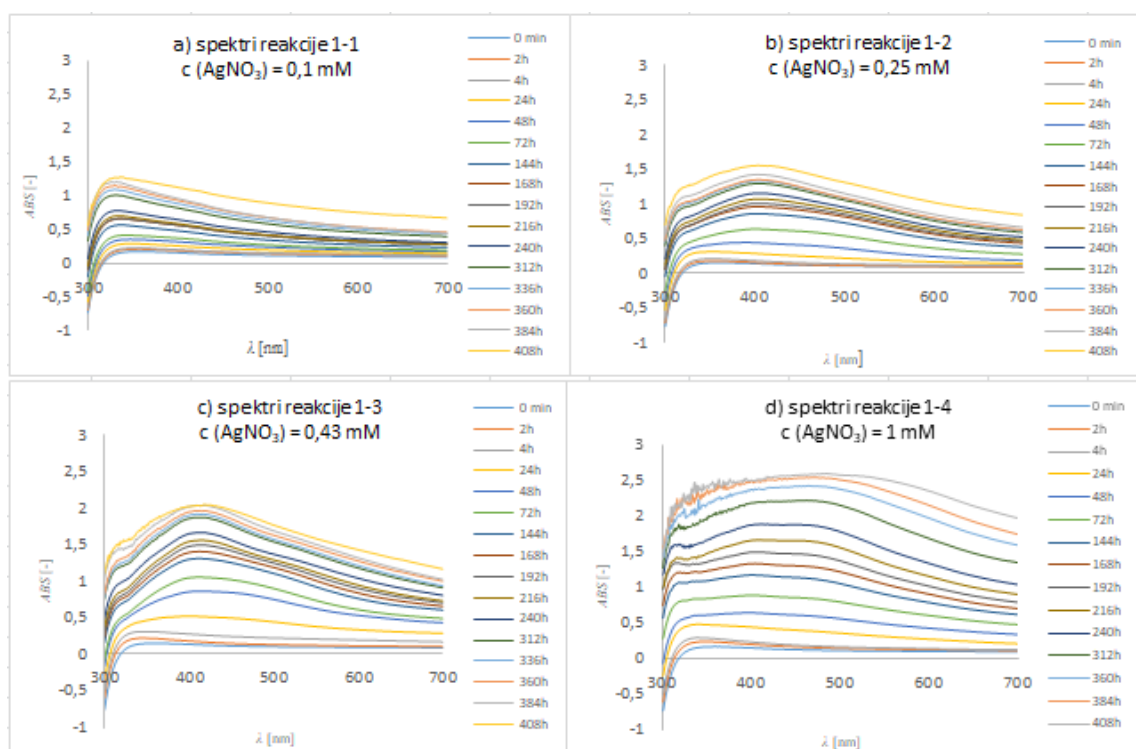 a) spektri reakcije 1-1
c (AgNO₃) = 0,1 mM
3
2,5
2
1,5
1
0,5
0
-0,5
-1
300
400
500
600
700
ABS [-]
λ [nm]
0 min
2h
4h
24h
48h
72h
144h
168h
192h
216h
240h
312h
336h
360h
384h
408h
b) spektri reakcije 1-2
c (AgNO₃) = 0,25 mM
3
2,5
2
1,5
1
0,5
0
-0,5
-1
300
400
500
600
700
ABS [-]
λ [nm]
0 min
2h
4h
24h
48h
72h
144h
168h
192h
216h
240h
312h
336h
360h
384h
408h
c) spektri reakcije 1-3
c (AgNO₃) = 0,43 mM
3
2,5
2
1,5
1
0,5
0
-0,5
-1
300
400
500
600
700
ABS [-]
λ [nm]
0 min
2h
4h
24h
48h
72h
144h
168h
192h
216h
240h
312h
336h
360h
384h
408h
d) spektri reakcije 1-4
c (AgNO₃) = 1 mM
3
2,5
2
1,5
1
0,5
0
-0,5
-1
300
400
500
600
700
ABS [-]
λ [nm]
0 min
2h
4h
24h
48h
72h
144h
168h
192h
216h
240h
312h
360h
384h
408h